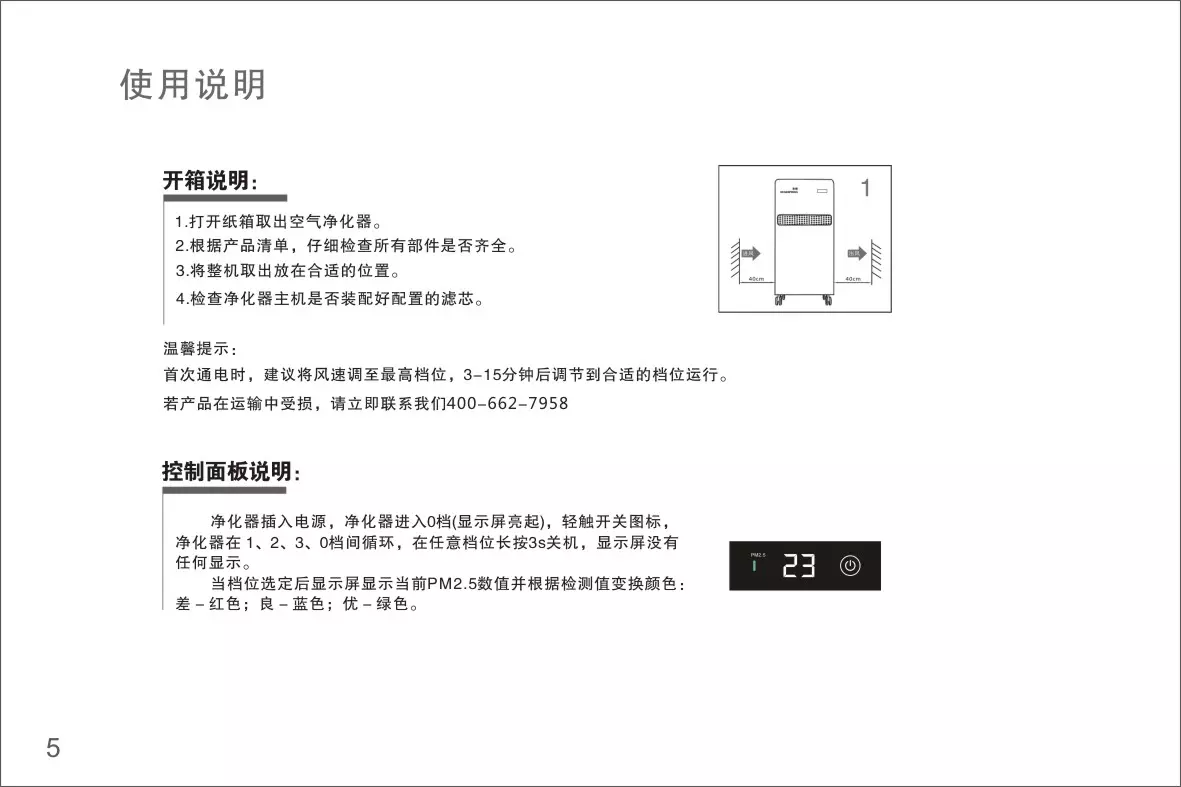 使用说明
开箱说明：
1.打开纸箱取出空气净化器。
2.根据产品清单，仔细检查所有部件是否齐全。
3.将整机取出放在合适的位置。
4.检查净化器主机是否装配好配置的滤芯。
1
40cm
40cm
温馨提示：
首次通电时，建议将风速调至最高档位，3-15分钟后调节到合适的档位运行。
若产品在运输中受损，请立即联系我们400-662-7958
控制面板说明：
净化器插入电源，净化器进入0档(显示屏亮起)，轻触开关图标，
净化器在 1、2、3、0档间循环，在任意档位长按3s关机，显示屏没有
任何显示。
当档位选定后显示屏显示当前PM2.5数值并根据检测值变换颜色：
差－红色；良－蓝色；优－绿色。
PM2.5
23
5